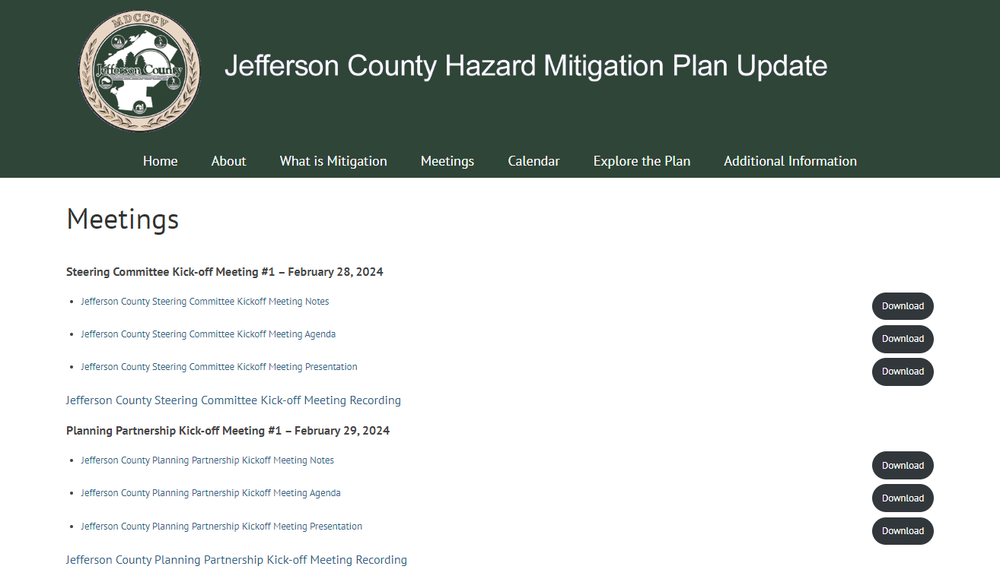 MDCCCV
Jefferson County
Jefferson County Hazard Mitigation Plan Update
Home About What is Mitigation Meetings Calendar Explore the Plan Additional Information
Meetings
Steering Committee Kick-off Meeting #1 – February 28, 2024
• Jefferson County Steering Committee Kickoff Meeting Notes Download
• Jefferson County Steering Committee Kickoff Meeting Agenda Download
• Jefferson County Steering Committee Kickoff Meeting Presentation Download
Jefferson County Steering Committee Kick-off Meeting Recording
Planning Partnership Kick-off Meeting #1 – February 29, 2024
• Jefferson County Planning Partnership Kickoff Meeting Notes Download
• Jefferson County Planning Partnership Kickoff Meeting Agenda Download
• Jefferson County Planning Partnership Kickoff Meeting Presentation Download
Jefferson County Planning Partnership Kick-off Meeting Recording